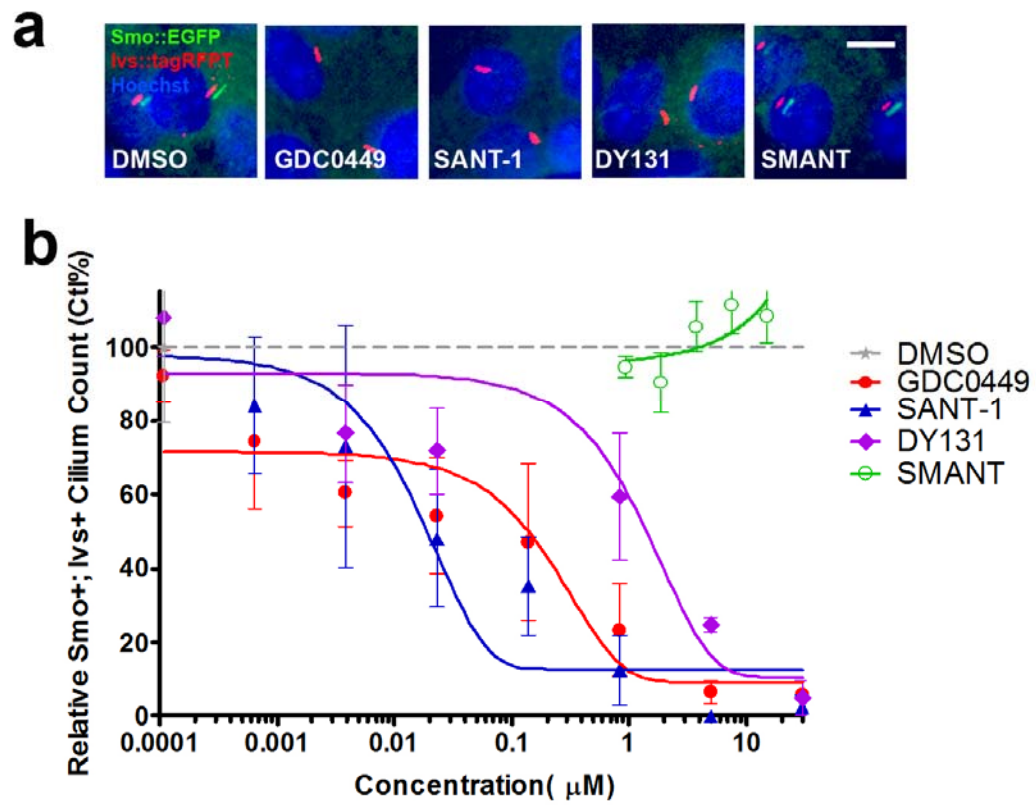 a
Smo::EGFP
Ivs::tagRFPT
Hoechst
DMSO
GDC0449
SANT-1
DY131
SMANT
b
Relative Smo+; Ivs+ Cilium Count (Ctl%)
100
80
60
40
20
0
0.0001
0.001
0.01
0.1
1
10
Concentration( μM)
DMSO
GDC0449
SANT-1
DY131
SMANT